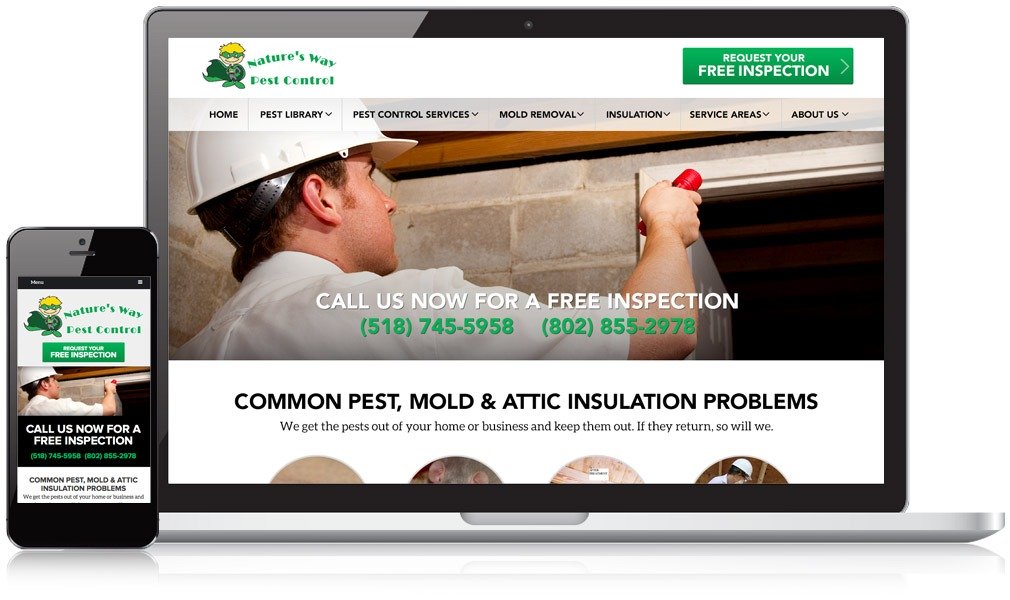 Nature's Way
Pest Control
REQUEST YOUR
FREE INSPECTION
HOME PEST LIBRARY PEST CONTROL SERVICES MOLD REMOVAL INSULATION SERVICE AREAS ABOUT US
CALL US NOW FOR A FREE INSPECTION
(518) 745-5958 (802) 855-2978
COMMON PEST, MOLD & ATTIC INSULATION PROBLEMS
We get the pests out of your home or business and keep them out. If they return, so will we.
Menu
Nature's Way
Pest Control
REQUEST YOUR
FREE INSPECTION
CALL US NOW FOR A
FREE INSPECTION
(518) 745-5958 (802) 855-2978
COMMON PEST, MOLD & ATTIC
INSULATION PROBLEMS
We get the pests out of your home or business and